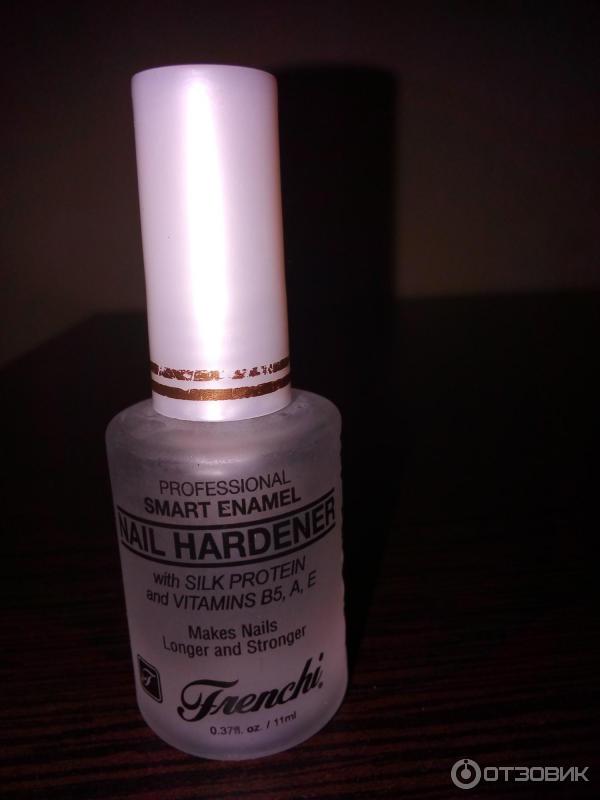 PROFESSIONAL
SMART ENAMEL
NAIL HARDENER
with SILK PROTEIN
and VITAMINS B5, A, E
Makes Nails
Longer and Stronger
Frenchi
0.37fl. oz. / 11ml
ОТЗОВИК